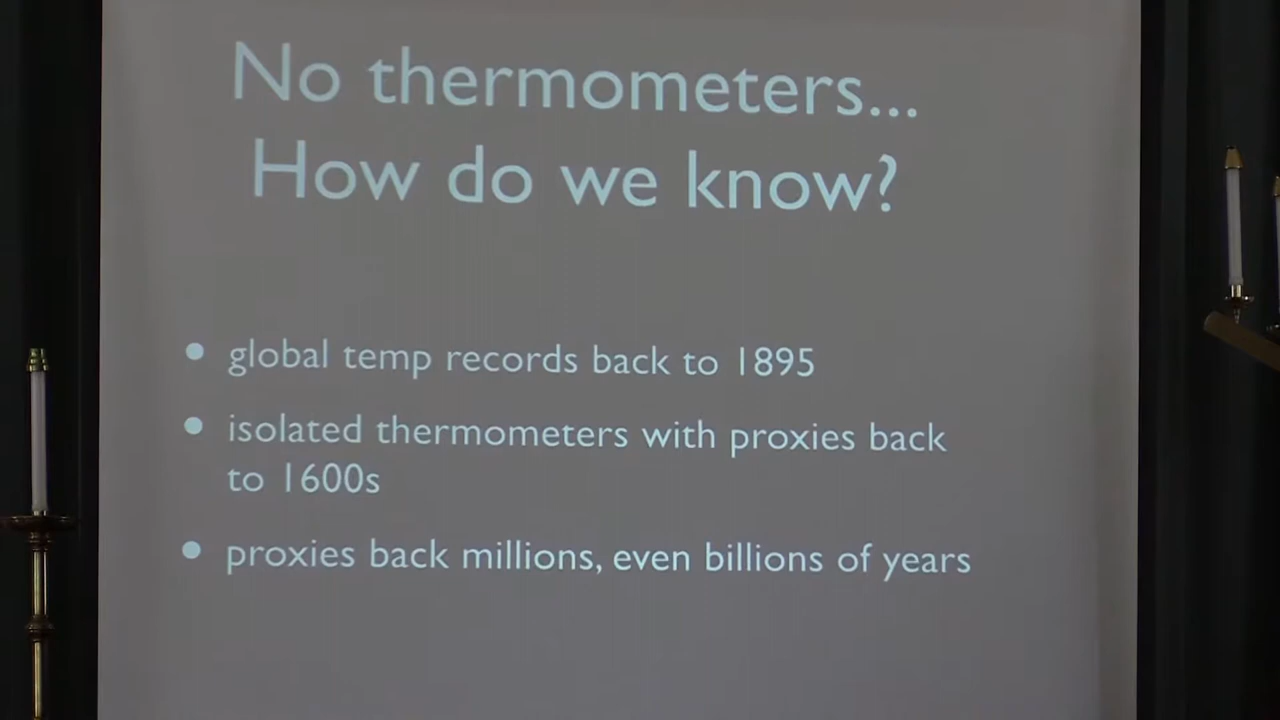 No thermometers...
How do we know?
• global temp records back to 1895
• isolated thermometers with proxies back
to 1600s
• proxies back millions, even billions of years